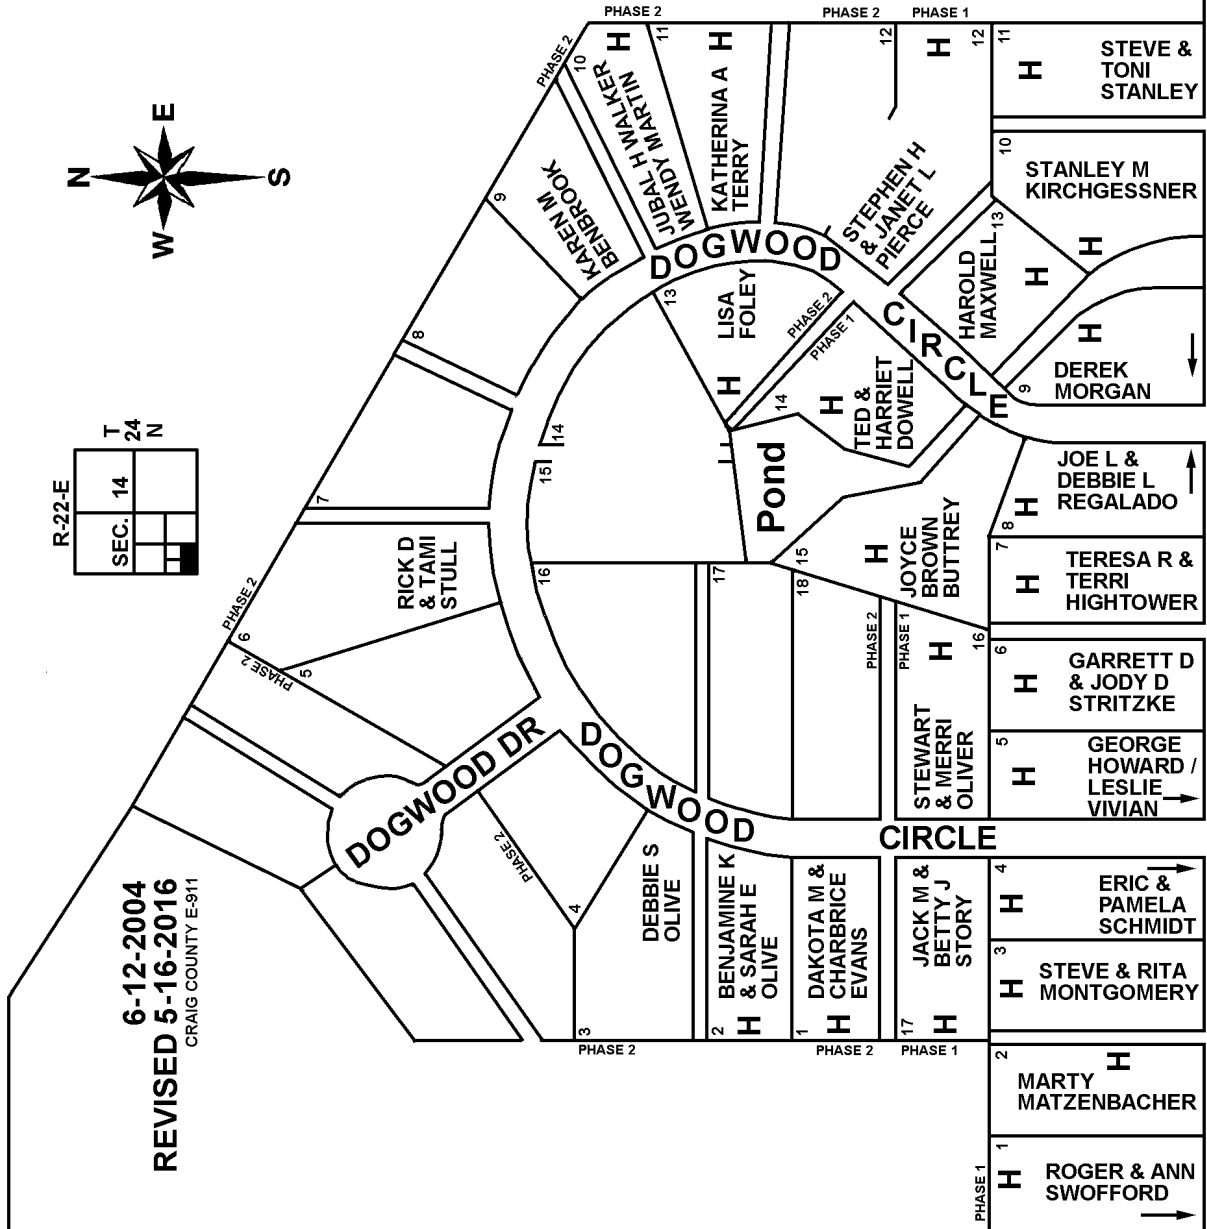 PHASE 2
PHASE 2
PHASE 1
N
E
S
W
R-22-E
SEC.
14
T
24
N
PHASE 2
10
H
11
H
12
H
12
11
H
STEVE &
TONI
STANLEY
JUBAL H WALKER
WENDY MARTIN
KATHERINA A
TERRY
10
STANLEY M
KIRCHGESSNER
H
9
KAREN M
BENBROOK
STEPHEN H
& JANET L
PIERCE
13
HAROLD
MAXWELL
H
DOGWOOD
CIRCLE
8
13
LISA
FOLEY
H
PHASE 2
PHASE 1
H
DEREK
MORGAN
9
14
H
TED &
HARRIET
DOWELL
7
14
15
Pond
JOE L &
DEBBIE L
REGALADO
H
8
RICK D
& TAMI
STULL
16
17
18
15
H
JOYCE
BROWN
BUTTREY
7
H
TERESA R &
TERRI
HIGHTOWER
PHASE 2
6
PHASE 2
5
PHASE 2
PHASE 1
H
16
6
H
GARRETT D
& JODY D
STRITZKE
STEWART
& MERRI
OLIVER
5
H
GEORGE
HOWARD /
LESLIE
VIVIAN
DOGWOOD DR
DOGWOOD
CIRCLE
PHASE 2
4
DEBBIE S
OLIVE
3
BENJAMINE K
& SARAH E
OLIVE
2
H
DAKOTA M &
CHARBRICE
EVANS
1
H
JACK M &
BETTY J
STORY
17
H
4
H
ERIC &
PAMELA
SCHMIDT
3
H
STEVE & RITA
MONTGOMERY
6-12-2004
REVISED 5-16-2016
CRAIG COUNTY E-911
PHASE 2
PHASE 2
PHASE 1
2
H
MARTY
MATZENBACHER
PHASE 1
1
H
ROGER & ANN
SWOFFORD